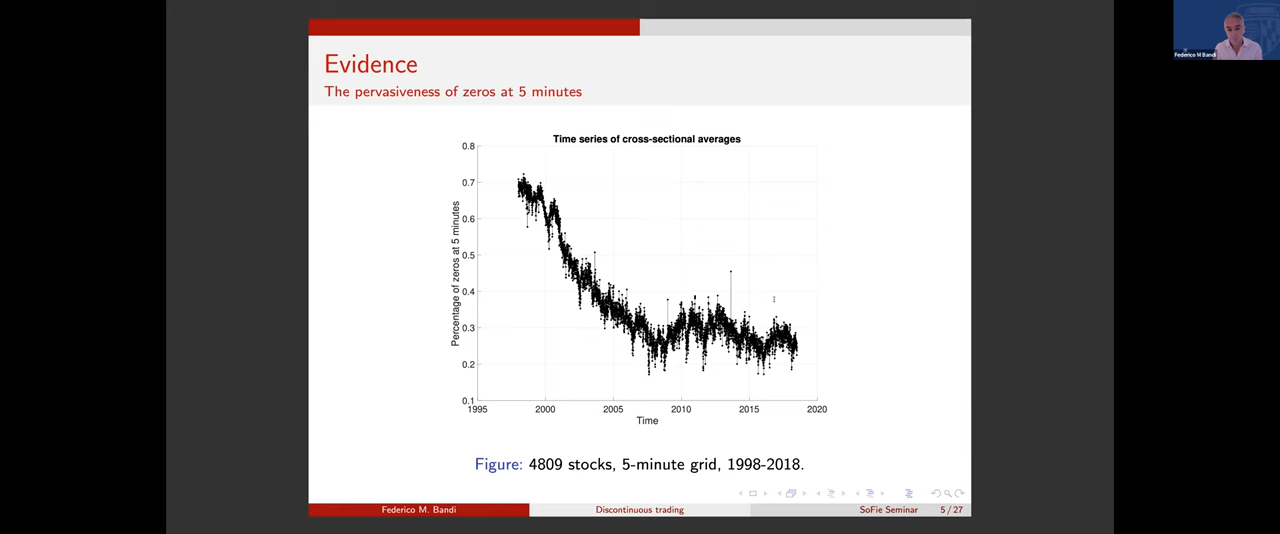 Evidence
The pervasiveness of zeros at 5 minutes
Time series of cross-sectional averages
Percentage of zeros at 5 minutes
0.8
0.7
0.6
0.5
0.4
0.3
0.2
0.1
1995 2000 2005 2010 2015 2020
Time
Figure: 4809 stocks, 5-minute grid, 1998-2018.
Federico M. Bandi Discontinuous trading SoFie Seminar 5 / 27
Federico M Bandi